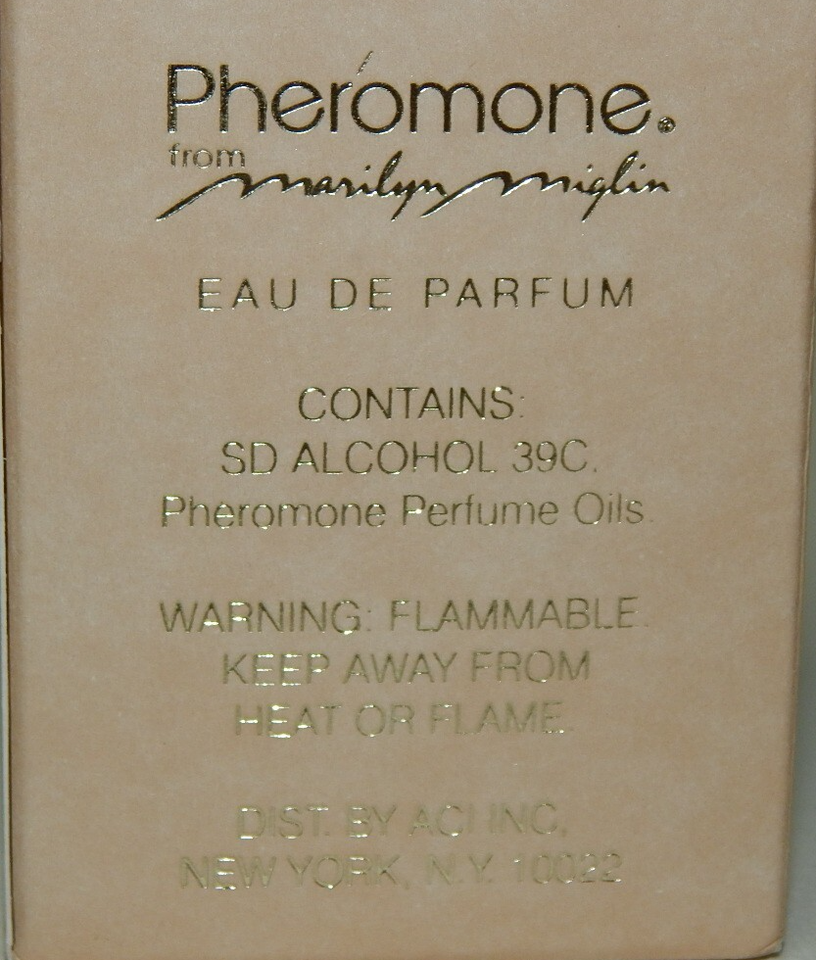 Pheromone.®
from
marilyn miglin
EAU DE PARFUM
CONTAINS:
SD ALCOHOL 39C.
Pheromone Perfume Oils.
WARNING: FLAMMABLE.
KEEP AWAY FROM
HEAT OR FLAME.
DIST. BY ACI INC,
NEW YORK, N.Y. 10022